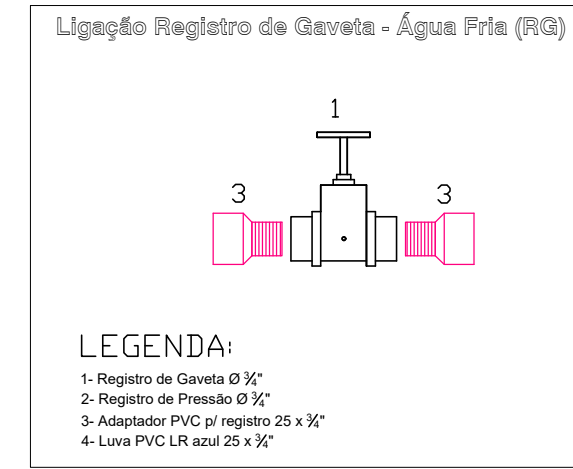 Ligação Registro de Gaveta - Água Fria (RG)
1
3 3
LEGENDA:
1- Registro de Gaveta Ø ¾"
2- Registro de Pressão Ø ¾"
3- Adaptador PVC p/ registro 25 x ¾"
4- Luva PVC LR azul 25 x ¾"